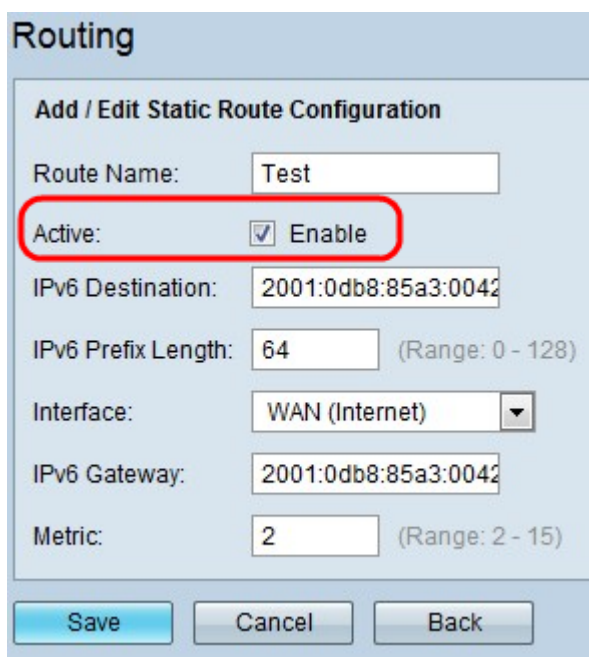 Routing
Add / Edit Static Route Configuration
Route Name: Test
Active: Enable
IPv6 Destination: 2001:0db8:85a3:0042
IPv6 Prefix Length: 64 (Range: 0 - 128)
Interface: WAN (Internet)
IPv6 Gateway: 2001:0db8:85a3:0042
Metric: 2 (Range: 2 - 15)
Save Cancel Back